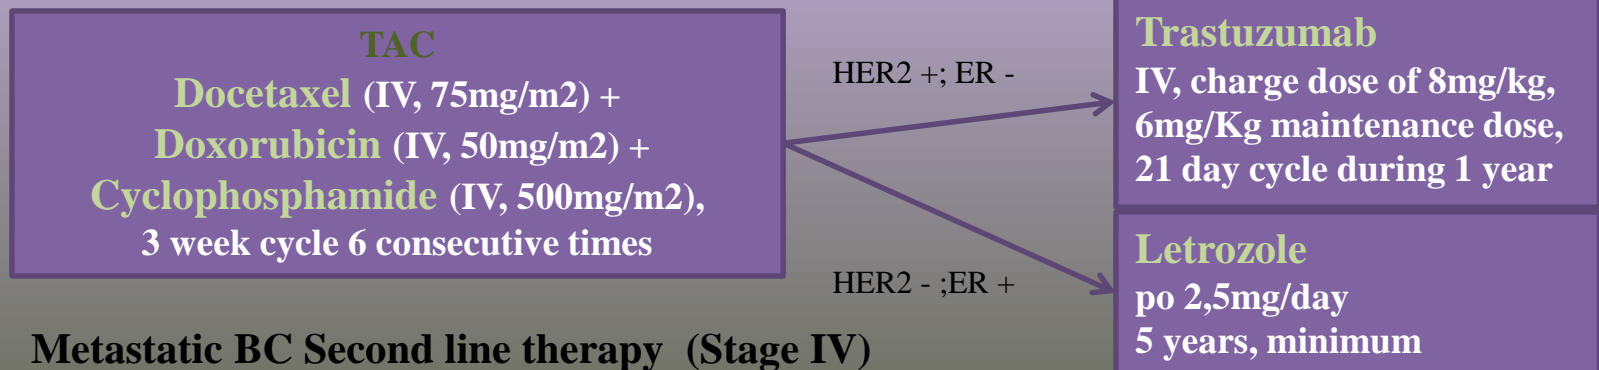 TAC
Docetaxel (IV, 75mg/m2) +
Doxorubicin (IV, 50mg/m2) +
Cyclophosphamide (IV, 500mg/m2),
3 week cycle 6 consecutive times
HER2 +; ER -
HER2 - ;ER +
Trastuzumab
IV, charge dose of 8mg/kg,
6mg/Kg maintenance dose,
21 day cycle during 1 year
Letrozole
po 2,5mg/day
5 years, minimum
Metastatic BC Second line therapy (Stage IV)